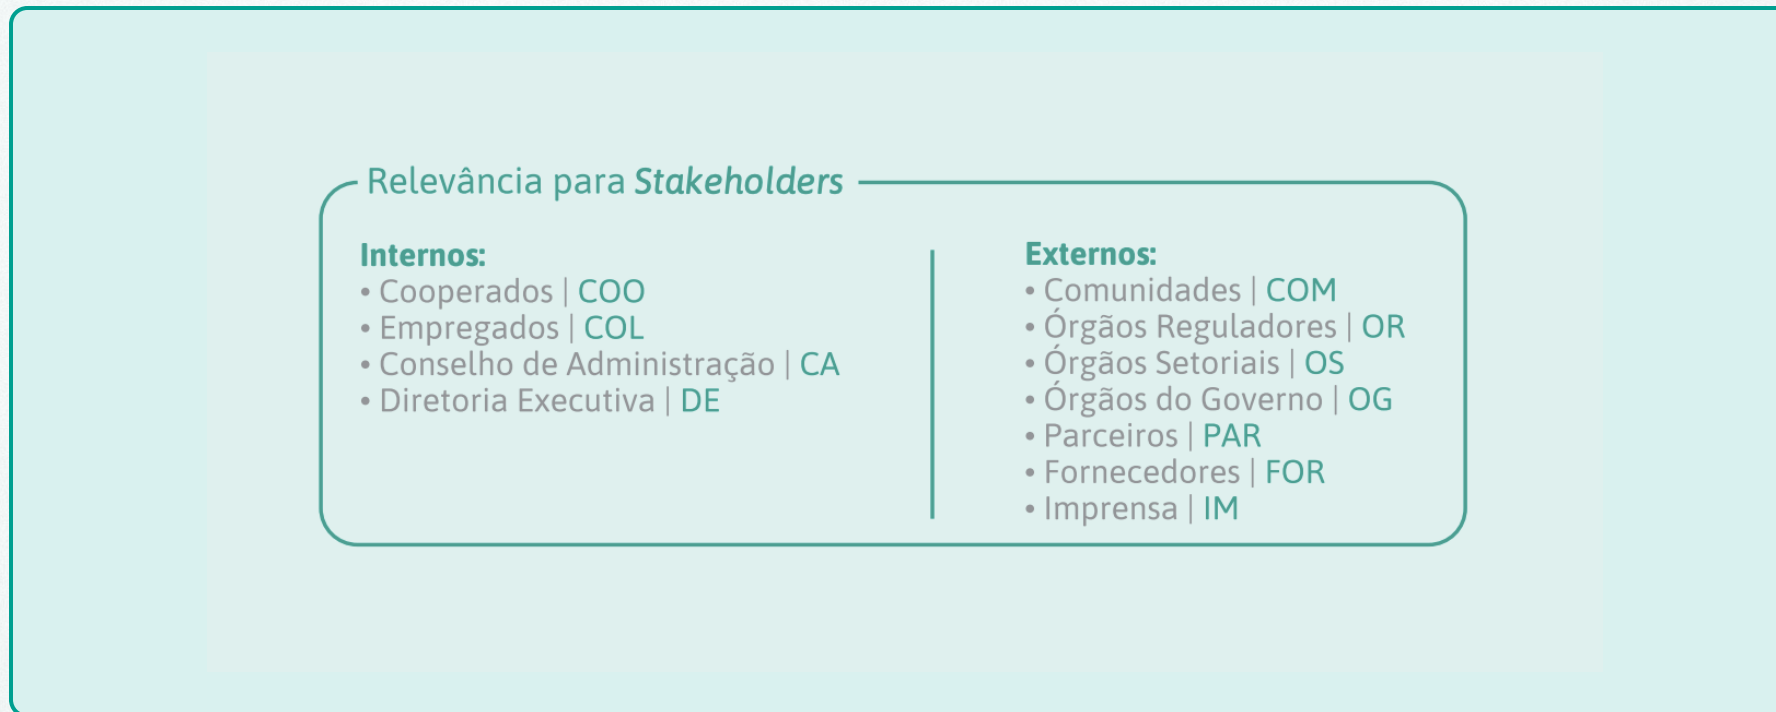 Relevância para Stakeholders
Internos:
• Cooperados | COO
• Empregados | COL
• Conselho de Administração | CA
• Diretoria Executiva | DE
Externos:
• Comunidades | COM
• Órgãos Reguladores | OR
• Órgãos Setoriais | OS
• Órgãos do Governo | OG
• Parceiros | PAR
• Fornecedores | FOR
• Imprensa | IM